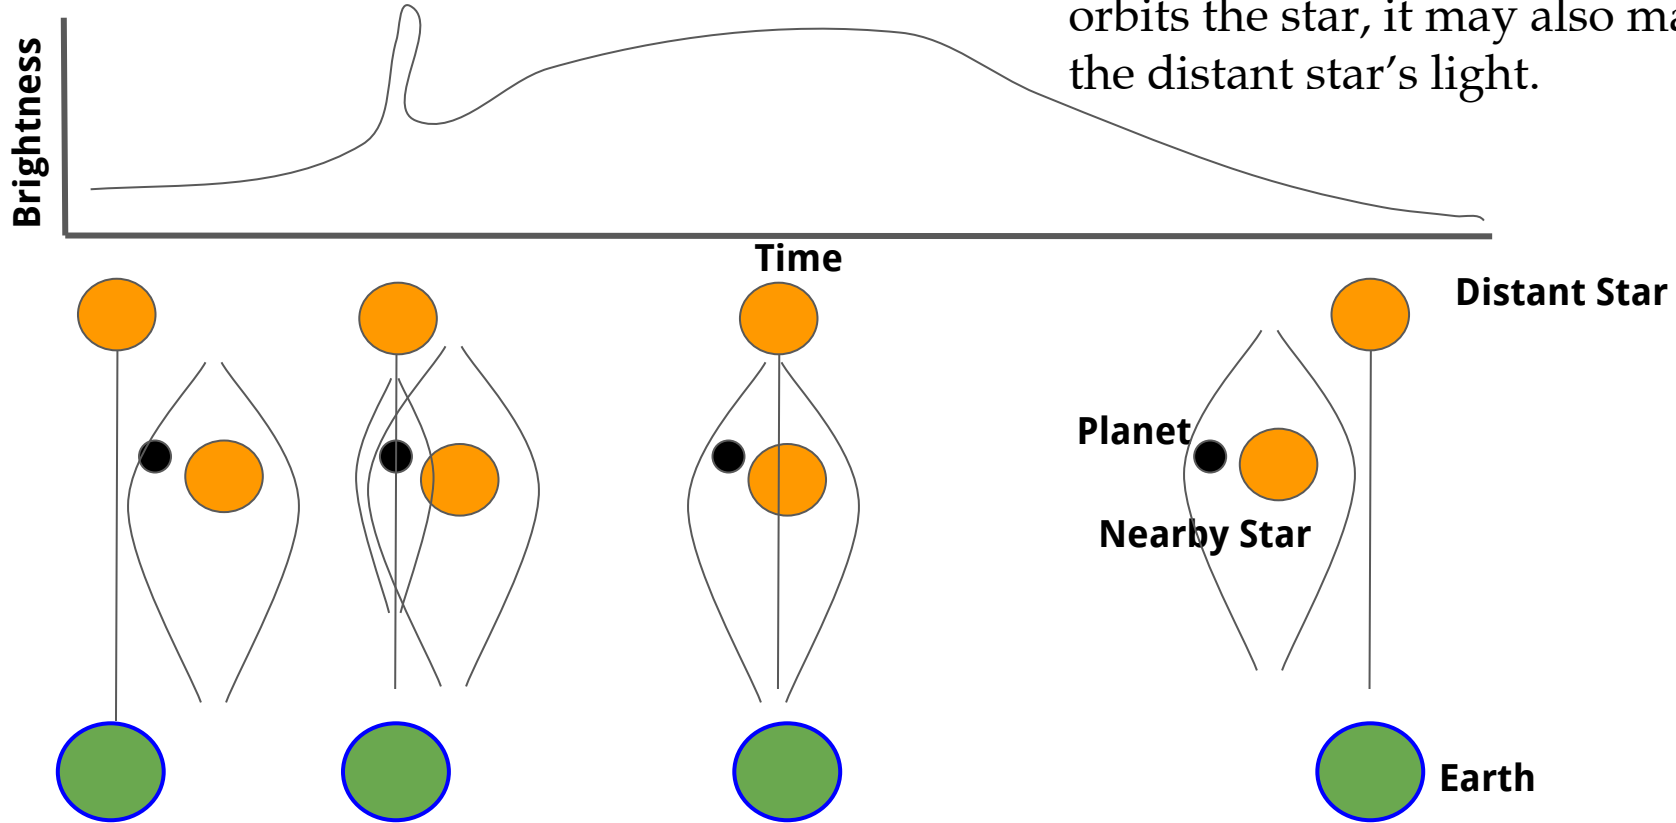 orbits the star, it may also
the distant star’s light.
Brightness
Time
Distant Star
Planet
Nearby Star
Earth